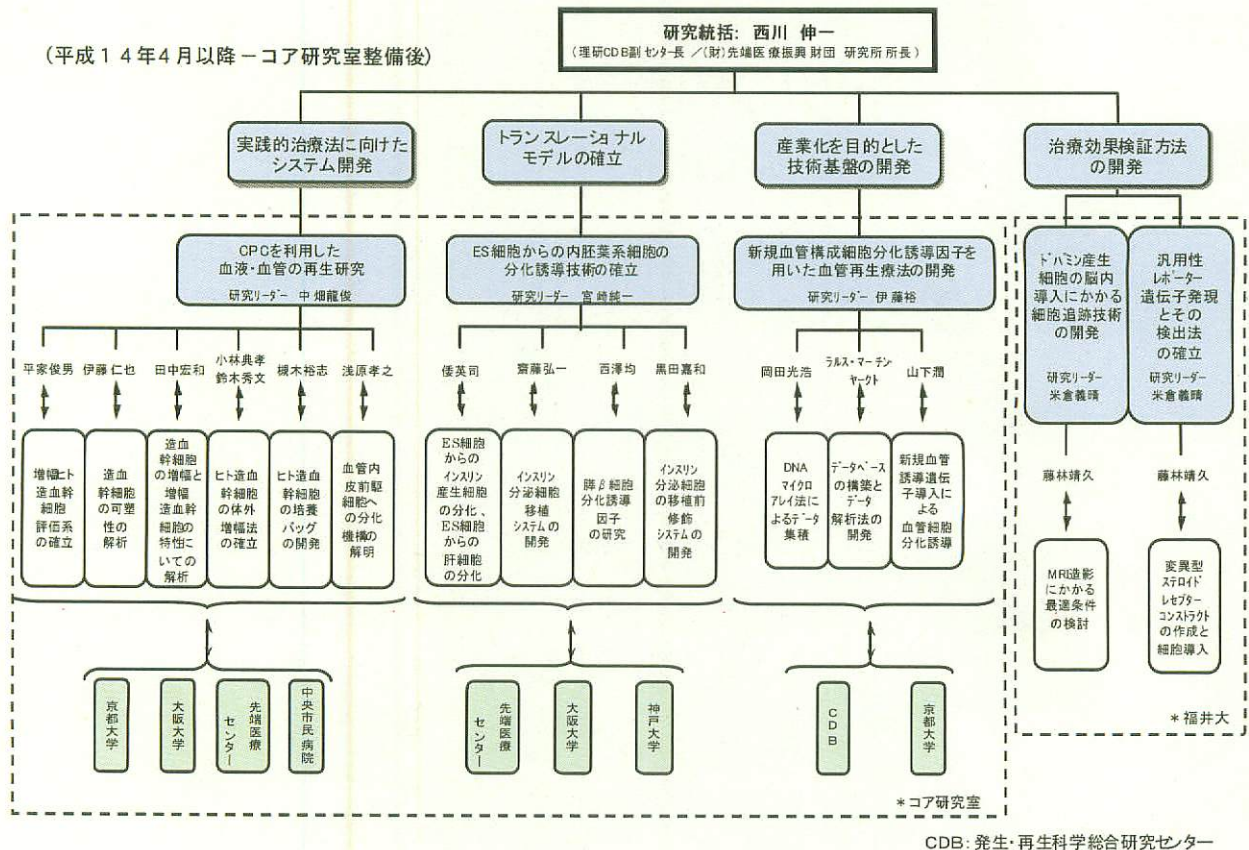 (平成14年4月以降－コア研究室整備後)
研究統括: 西川 伸一
(理研CDB副センター長 ／(財)先端医療振興財団 研究所所長)
実践的治療法に向けた
システム開発
トランスレーショナル
モデルの確立
産業化を目的とした
技術基盤の開発
治療効果検証方法
の開発
CPCを利用した
血液・血管の再生研究
研究リーダー 中畑龍俊
ES細胞からの内胚葉系細胞の
分化誘導技術の確立
研究リーダー 宮崎純一
新規血管構成細胞分化誘導因子を
用いた血管再生療法の開発
研究リーダー 伊藤裕
ドパミン産生
細胞の脳内
導入にかかる
細胞追跡技術
の開発
研究リーダー
米倉義晴
汎用性
レポーター
遺伝子発現
とその
検出法
の確立
研究リーダー
米倉義晴
平家俊男
伊藤仁也
田中宏和
小林典孝
鈴木秀文
槻木裕志
浅原孝之
倭英司
齋藤弘一
西澤均
黒田嘉和
岡田光浩
ラルス・マーチン・
ヤークト
山下潤
藤林靖久
藤林靖久
増幅ヒト
造血幹
細胞
評価系
の確立
造血
幹細胞
の可塑
性の
解析
造血
幹細胞
の増幅と
増幅
造血幹
細胞の
特性に
いての
解析
ヒト造血
幹細胞
の体外
増幅法
の確立
ヒト造血
幹細胞
の培養
バッグ
の開発
血管内
皮前駆
細胞へ
の分化
機構の
解明
ES細胞
からの
インスリン
産生細胞
の分化、
ES細胞
からの
肝細胞
の分化
インスリン
分泌細胞
移植
システムの
開発
膵β細胞
分化誘導
因子
の研究
インスリン
分泌細胞
の移植前
修飾
システムの
開発
DNA
マイクロ
アレイ法に
よるデータ
集積
データベース
の構築と
データ
解析法の
開発
新規血管
誘導遺伝
子導入に
よる
血管細胞
分化誘導
MRI造影
にかかる
最適条件
の検討
変異型
ステロイド
レセプター
コンストラクト
の作成と
細胞導入
京都大学
大阪大学
先端医療
センター
中央市民病院
先端医療
センター
大阪大学
神戸大学
CDB
京都大学
＊福井大
＊コア研究室
CDB: 発生・再生科学総合研究センター